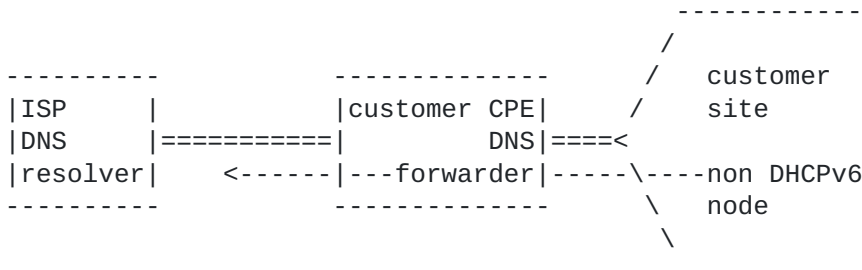 ------------
                                          /
----------           --------------      /   customer
|ISP     |           |customer CPE|     /    site
|DNS     |===========|         DNS|====<
|resolver|    <------|---forwarder|-----\----non DHCPv6
----------           --------------      \   node
                                          \